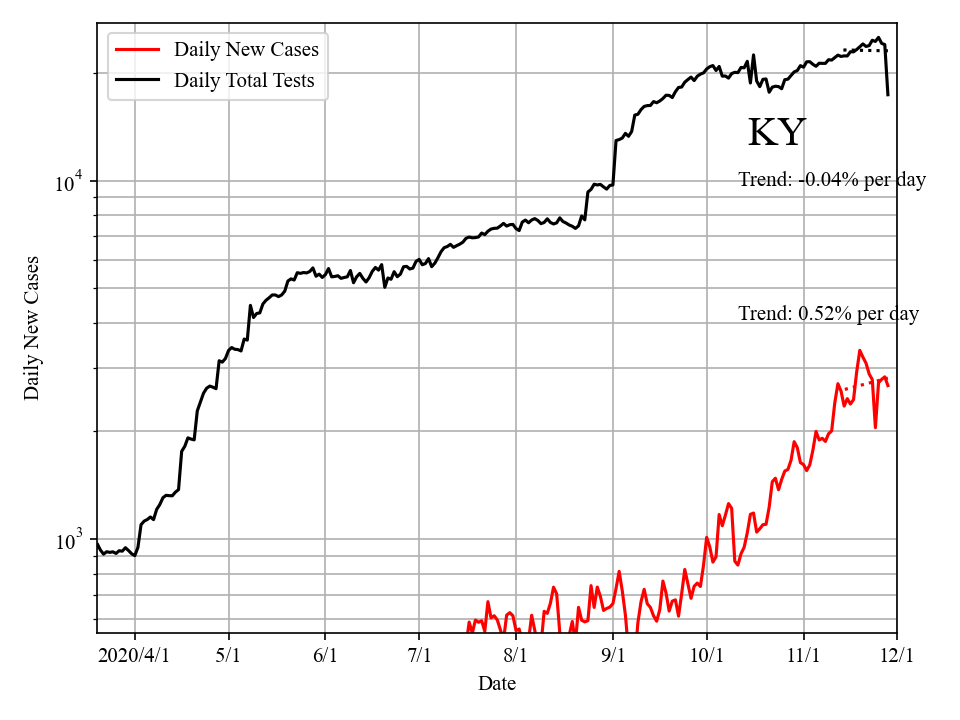 Daily New Cases
Daily Total Tests
KY
Trend: -0.04% per day
Trend: 0.52% per day
10^4
10^3
Daily New Cases
2020/4/1 5/1 6/1 7/1 8/1 9/1 10/1 11/1 12/1
Date